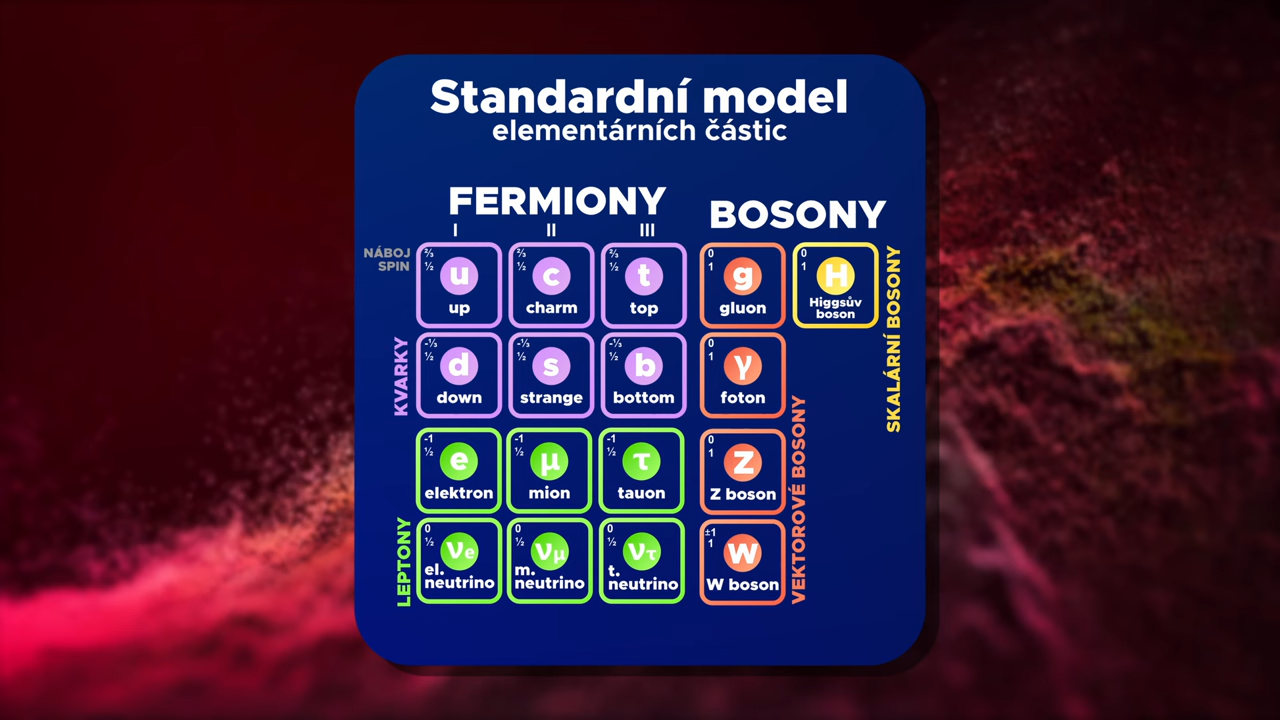 Standardní model
elementárních částic
FERMIONY
BOSONY
I II III
NÁBOJ
SPIN
⅔
½
u
up
⅔
½
c
charm
⅔
½
t
top
0
1
g
gluon
0
1
H
Higgsův
boson
KVARKY
-⅓
½
d
down
-⅓
½
s
strange
-⅓
½
b
bottom
0
1
γ
foton
SKALÁRNÍ BOSONY
-1
½
e
elektron
-1
½
μ
mion
-1
½
τ
tauon
0
1
Z
Z boson
LEPTONY
0
½
νe
el.
neutrino
0
½
νμ
m.
neutrino
0
½
ντ
t.
neutrino
±1
1
W
W boson
VEKTOROVÉ BOSONY